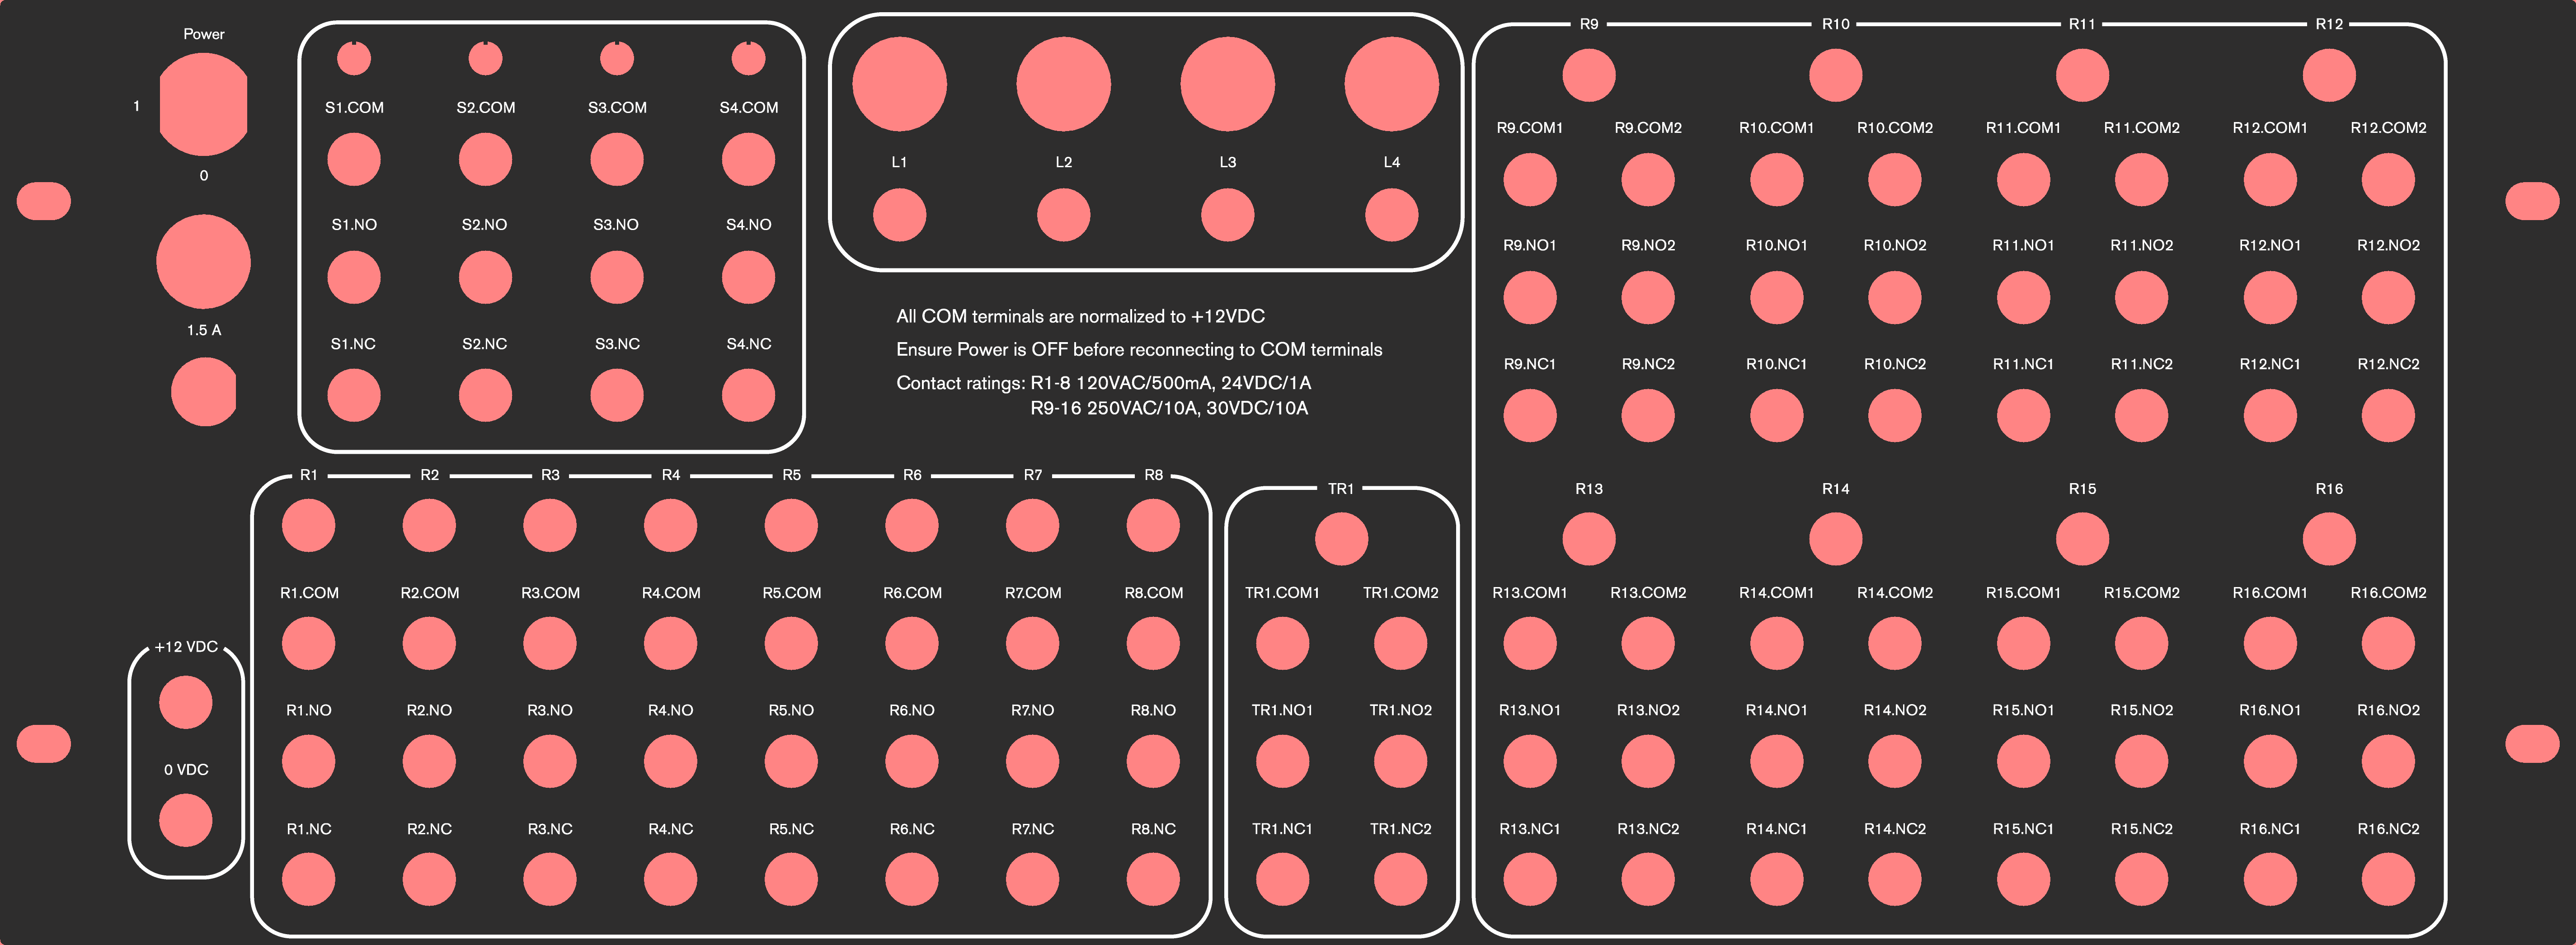 Power
1
0
1.5 A
S1.COM S2.COM S3.COM S4.COM
S1.NO S2.NO S3.NO S4.NO
S1.NC S2.NC S3.NC S4.NC
L1 L2 L3 L4
All COM terminals are normalized to +12VDC
Ensure Power is OFF before reconnecting to COM terminals
Contact ratings: R1-8 120VAC/500mA, 24VDC/1A
R9-16 250VAC/10A, 30VDC/10A
R9 R10 R11 R12
R9.COM1 R9.COM2 R10.COM1 R10.COM2 R11.COM1 R11.COM2 R12.COM1 R12.COM2
R9.NO1 R9.NO2 R10.NO1 R10.NO2 R11.NO1 R11.NO2 R12.NO1 R12.NO2
R9.NC1 R9.NC2 R10.NC1 R10.NC2 R11.NC1 R11.NC2 R12.NC1 R12.NC2
+12 VDC
0 VDC
R1 R2 R3 R4 R5 R6 R7 R8
R1.COM R2.COM R3.COM R4.COM R5.COM R6.COM R7.COM R8.COM
R1.NO R2.NO R3.NO R4.NO R5.NO R6.NO R7.NO R8.NO
R1.NC R2.NC R3.NC R4.NC R5.NC R6.NC R7.NC R8.NC
TR1
TR1.COM1 TR1.COM2
TR1.NO1 TR1.NO2
TR1.NC1 TR1.NC2
R13 R14 R15 R16
R13.COM1 R13.COM2 R14.COM1 R14.COM2 R15.COM1 R15.COM2 R16.COM1 R16.COM2
R13.NO1 R13.NO2 R14.NO1 R14.NO2 R15.NO1 R15.NO2 R16.NO1 R16.NO2
R13.NC1 R13.NC2 R14.NC1 R14.NC2 R15.NC1 R15.NC2 R16.NC1 R16.NC2